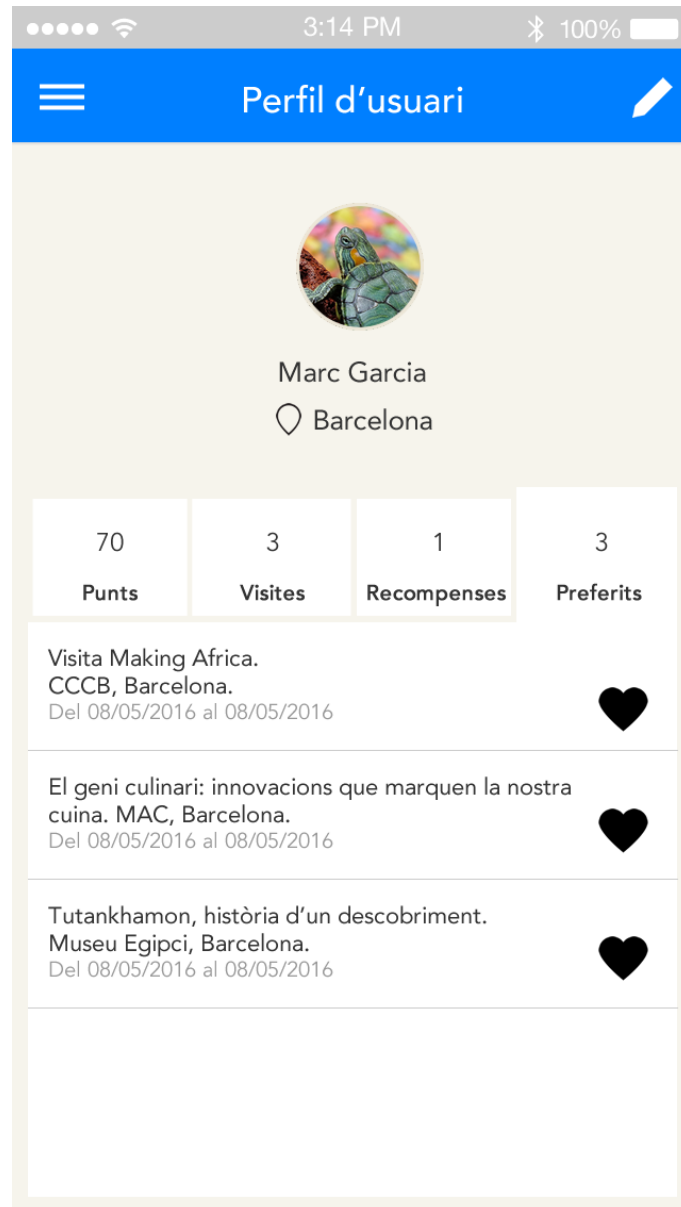 3:14 PM
100%
Perfil d’usuari
Marc Garcia
Barcelona
70
3
1
3
Punts
Visites
Recompenses
Preferits
Visita Making Africa.
CCCB, Barcelona.
Del 08/05/2016 al 08/05/2016
El geni culinari: innovacions que marquen la nostra
cuina. MAC, Barcelona.
Del 08/05/2016 al 08/05/2016
Tutankhamon, història d’un descobriment.
Museu Egipci, Barcelona.
Del 08/05/2016 al 08/05/2016